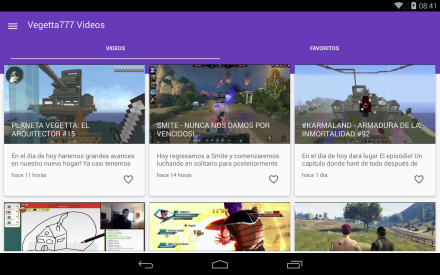 08:41
Vegetta777 Videos
VIDEOS
FAVORITOS
PLANETA VEGETTA: EL
ARQUITECTOR #15
En el dia de hoy haremos grandes avances
en nuestro nuevo hogar! Ya casi tenemos
hace 11 horas
SMITE - NUNCA NOS DAMOS POR
VENCIDOS!
Hoy regresamos a Smite y comenzaremos
luchando en solitario para posteriormente
hace 14 horas
#KARMALAND - ARMADURA DE LA
INMORTALIDAD #92
En el día de hoy dará lugar El episodio! Un
capítulo donde haré todo de después de
hace 1 día